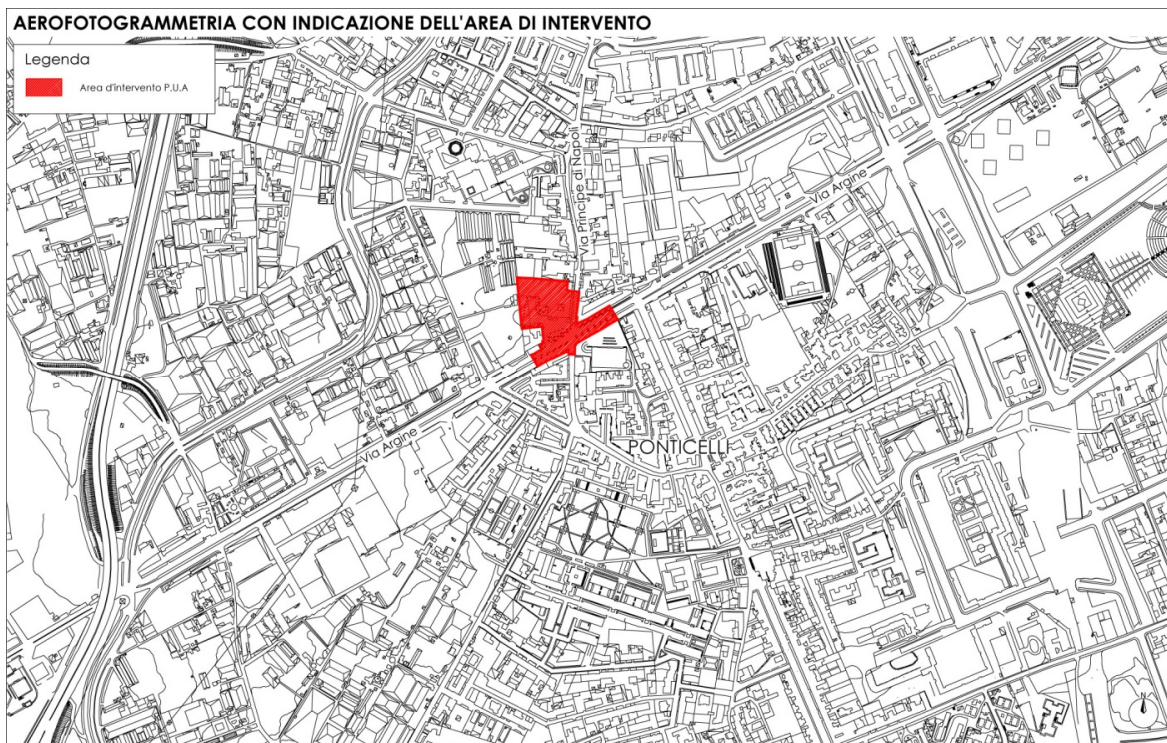 AEROFOTOGRAMMETRIA CON INDICAZIONE DELL'AREA DI INTERVENTO
Legenda
Area d'intervento P.U.A
Via Principe di Napoli
Via Argine
PONTICELLI
Via Argine
N